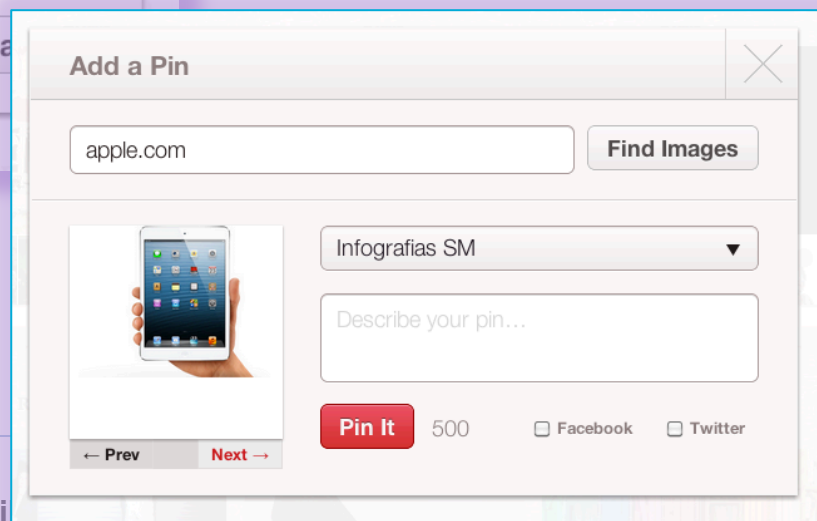 Add a Pin
apple.com
Find Images
Infografias SM
Describe your pin...
Pin It
500
Facebook
Twitter
← Prev
Next →